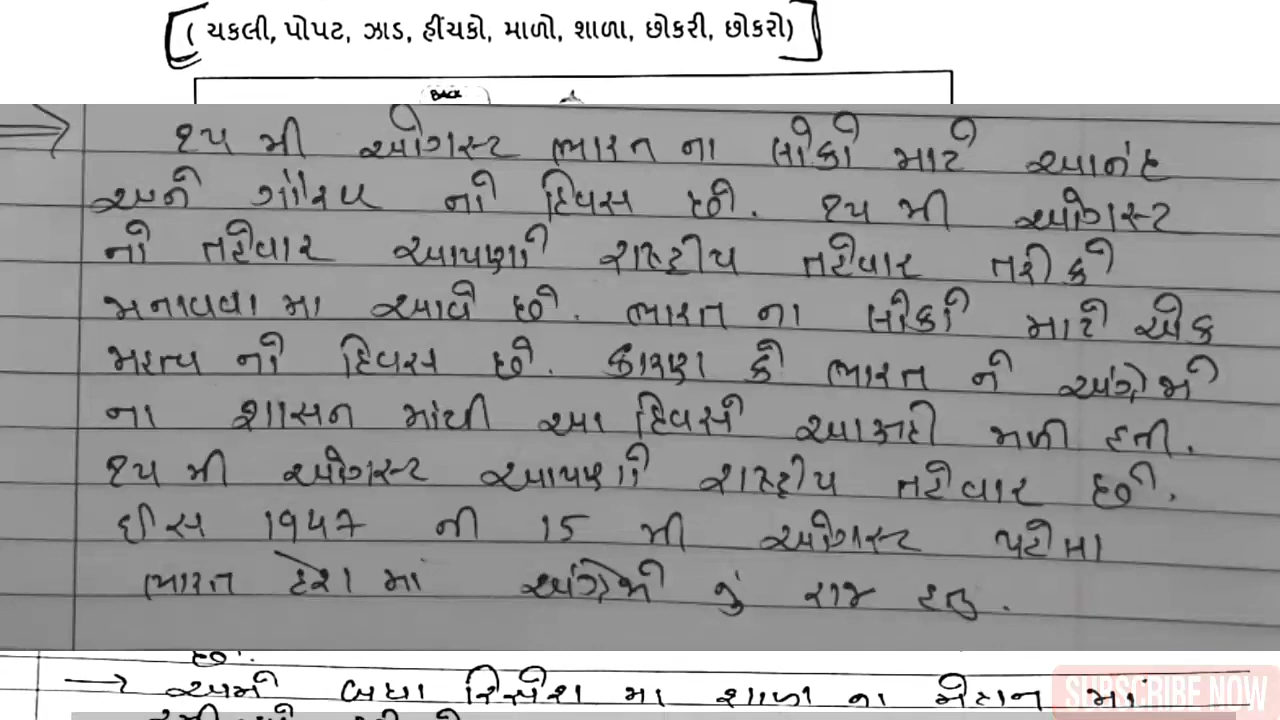 ( ચકલી, પોપટ, ઝાડ, હીંચકો, માળો, શાળા, છોકરી, છોકરો)
BACK
૧૫ મી ઓગસ્ટ ભારત ના લોકો માટે આનંદ
અને ગૌરવ નો દિવસ છે. ૧૫ મી ઓગસ્ટ
નો તહેવાર આપણો રાષ્ટ્રીય તહેવાર તરીકે
મનાવવા મા આવે છે. ભારત ના લોકો માટે એક
મહત્વ નો દિવસ છે. કારણ કે ભારત ને અંગ્રેજો
ના શાસન માંથી આ દિવસે આઝાદી મળી હતી.
૧૫ મી ઓગસ્ટ આપણો રાષ્ટ્રીય તહેવાર છે.
ઈસ 1947 ની 15 મી ઓગસ્ટ પહેલા
ભારત દેશ માં અંગ્રેજો નું રાજ હતુ.
છે.
અમે બધા રિસેશ મા શાળા ના મેદાન માં
SUBSCRIBE NOW